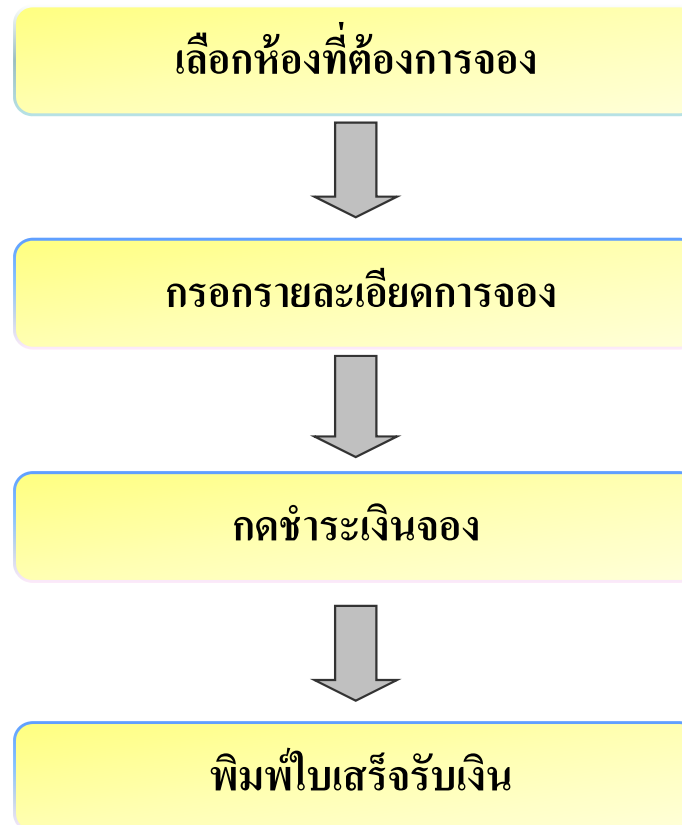 เลือกห้องที่ต้องการจอง
กรอกรายละเอียดการจอง
กดชำระเงินจอง
พิมพ์ใบเสร็จรับเงิน